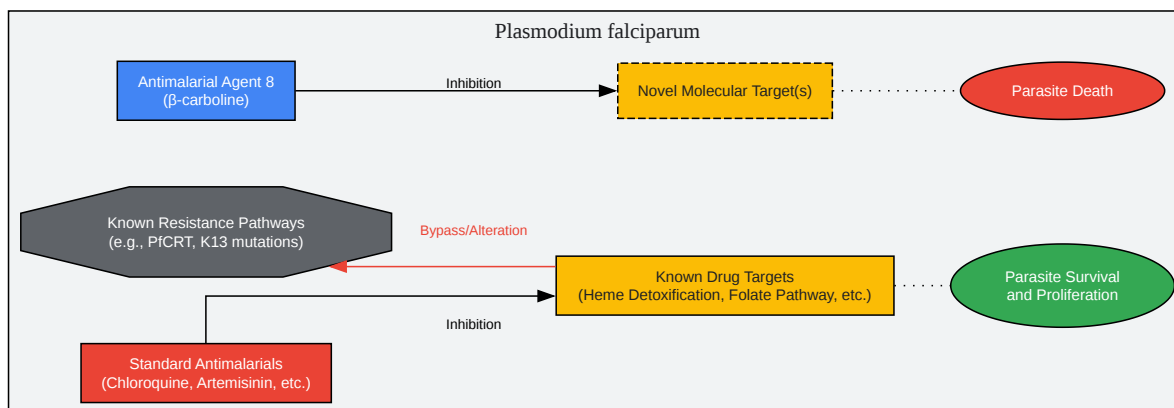 Plasmodium falciparum
Antimalarial Agent 8
(β-carboline)
Inhibition
Novel Molecular Target(s)
Parasite Death
Known Resistance Pathways
(e.g., PfCRT, K13 mutations)
Bypass/Alteration
Known Drug Targets
(Heme Detoxification, Folate Pathway, etc.)
Parasite Survival
and Proliferation
Inhibition
Standard Antimalarials
(Chloroquine, Artemisinin, etc.)